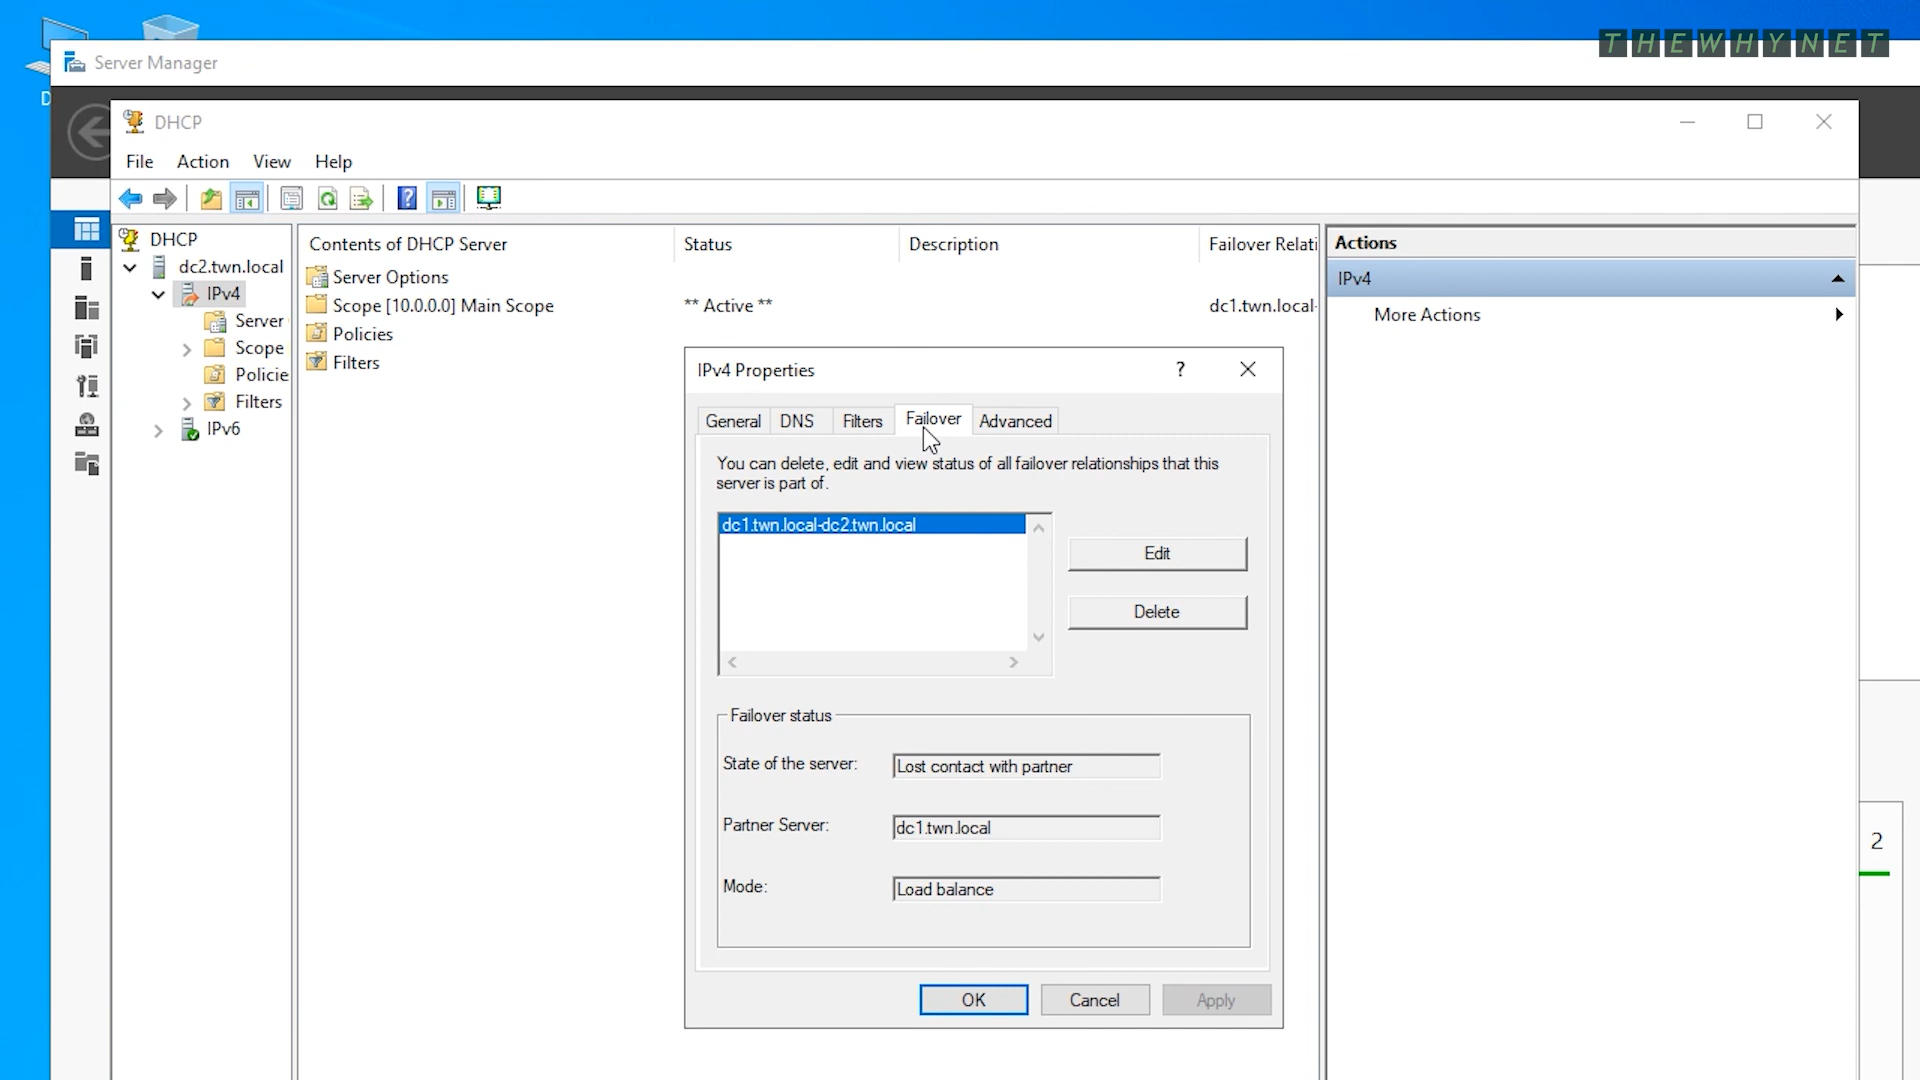 THEWHYNET
Server Manager
D
DHCP
File Action View Help
DHCP
dc2.twn.local
IPv4
Server
Scope
Policie
Filters
IPv6
Contents of DHCP Server Status Description Failover Relati
Server Options
Scope [10.0.0.0] Main Scope ** Active ** dc1.twn.local-
Policies
Filters
Actions
IPv4
More Actions
IPv4 Properties ?
General DNS Filters Failover Advanced
You can delete, edit and view status of all failover relationships that this
server is part of.
dc1.twn.local-dc2.twn.local
Edit
Delete
Failover status
State of the server: Lost contact with partner
Partner Server: dc1.twn.local
Mode: Load balance
OK Cancel Apply
2